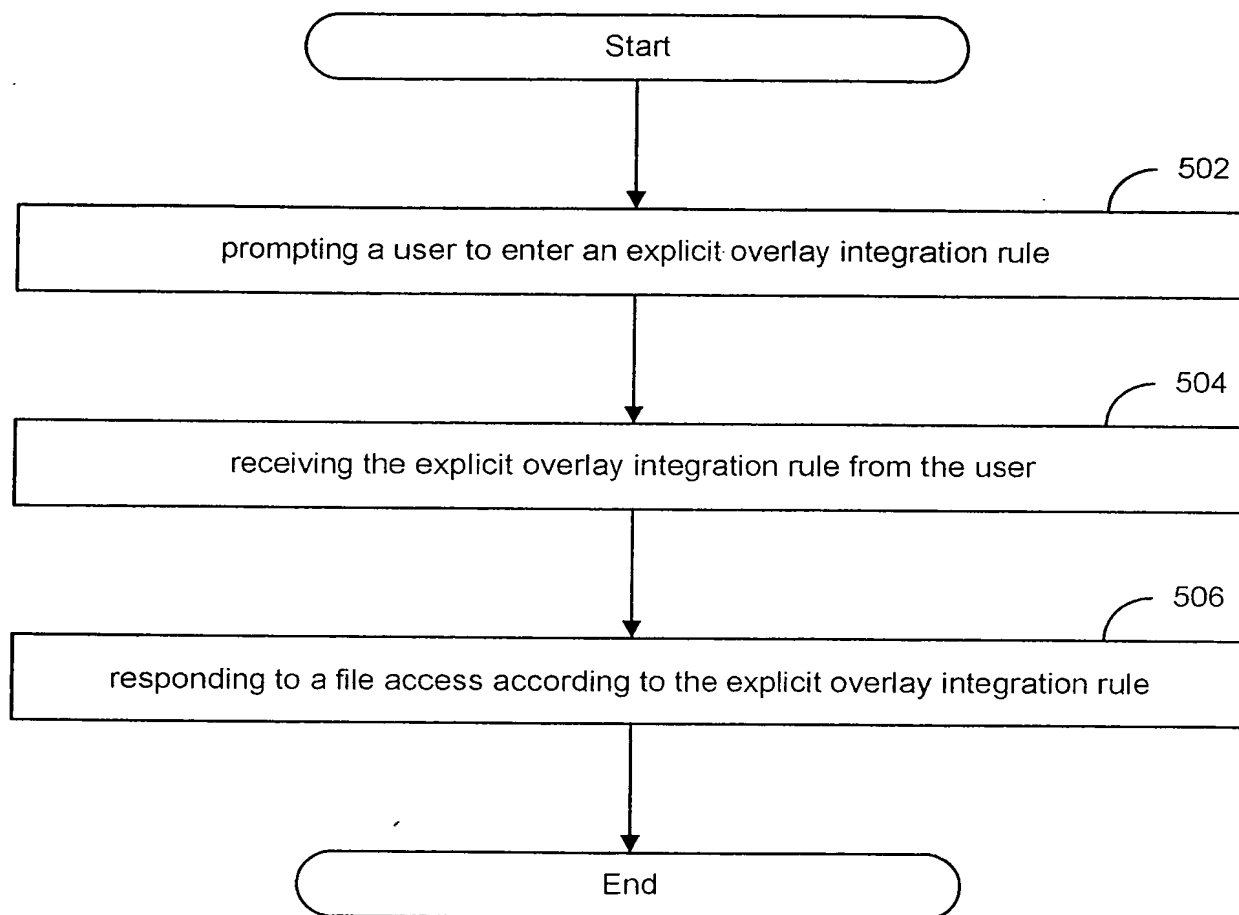 Start
502
prompting a user to enter an explicit overlay integration rule
504
receiving the explicit overlay integration rule from the user
506
responding to a file access according to the explicit overlay integration rule
End